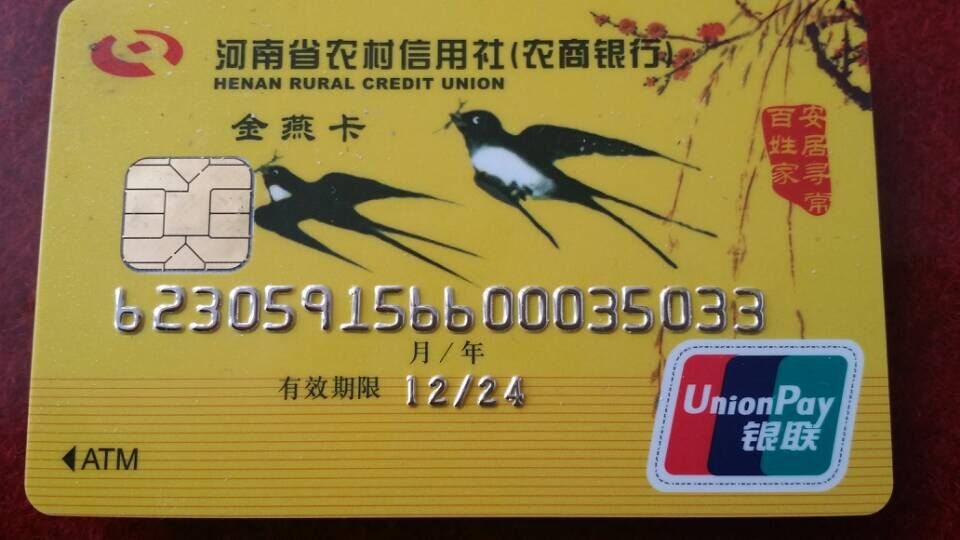 河南省农村信用社(农商银行)
HENAN RURAL CREDIT UNION
金燕卡
安居寻常
百姓家
6230591566000035033
月/年
有效期限 12/24
UnionPay
银联
ATM